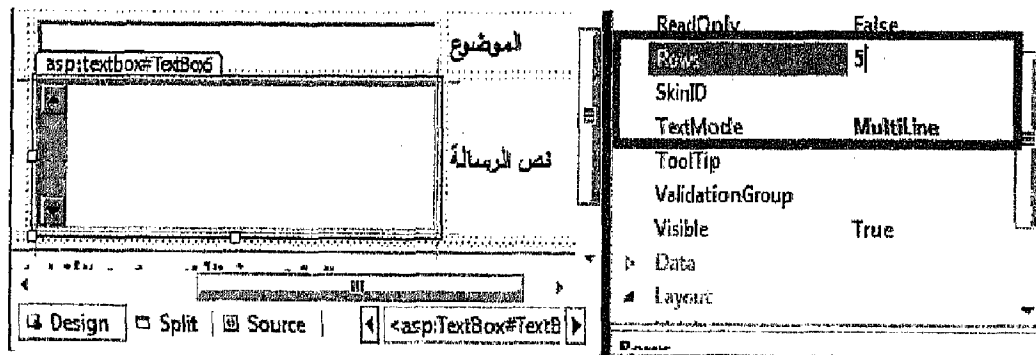 الموضوع
asp:textbox#TextBox6
نص الرسالة
Design
Split
Source
<asp:TextBox#TextB
ReadOnly False
Rows 5
SkinID
TextMode MultiLine
ToolTip
ValidationGroup
Visible True
Data
Layout
Rows